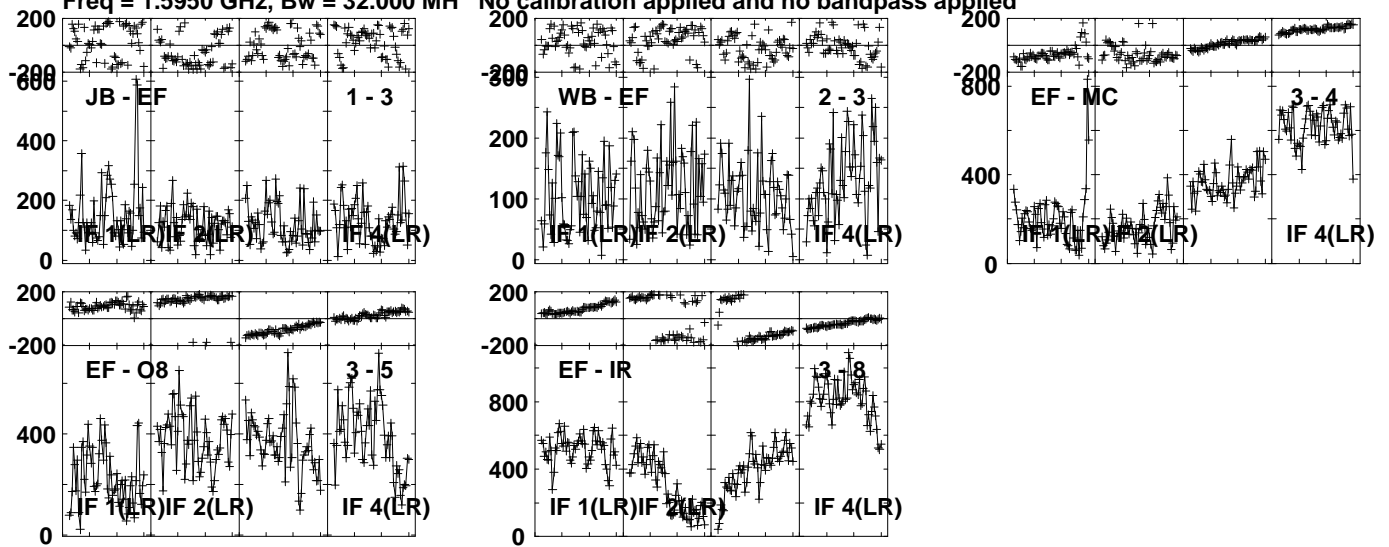 Freq = 1.5950 GHz, Bw = 32.000 MH No calibration applied and no bandpass applied
200
-200
600
400
200
0
JB - EF 1 - 3
IF 1(LR) IF 2(LR) IF 4(LR)
200
-200
300
200
100
0
WB - EF 2 - 3
IF 1(LR) IF 2(LR) IF 4(LR)
200
-200
800
400
0
EF - MC 3 - 4
IF 1(LR) IF 2(LR) IF 4(LR)
200
-200
400
0
EF - O8 3 - 5
IF 1(LR) IF 2(LR) IF 4(LR)
200
-200
800
400
0
EF - IR 3 - 8
IF 1(LR) IF 2(LR) IF 4(LR)